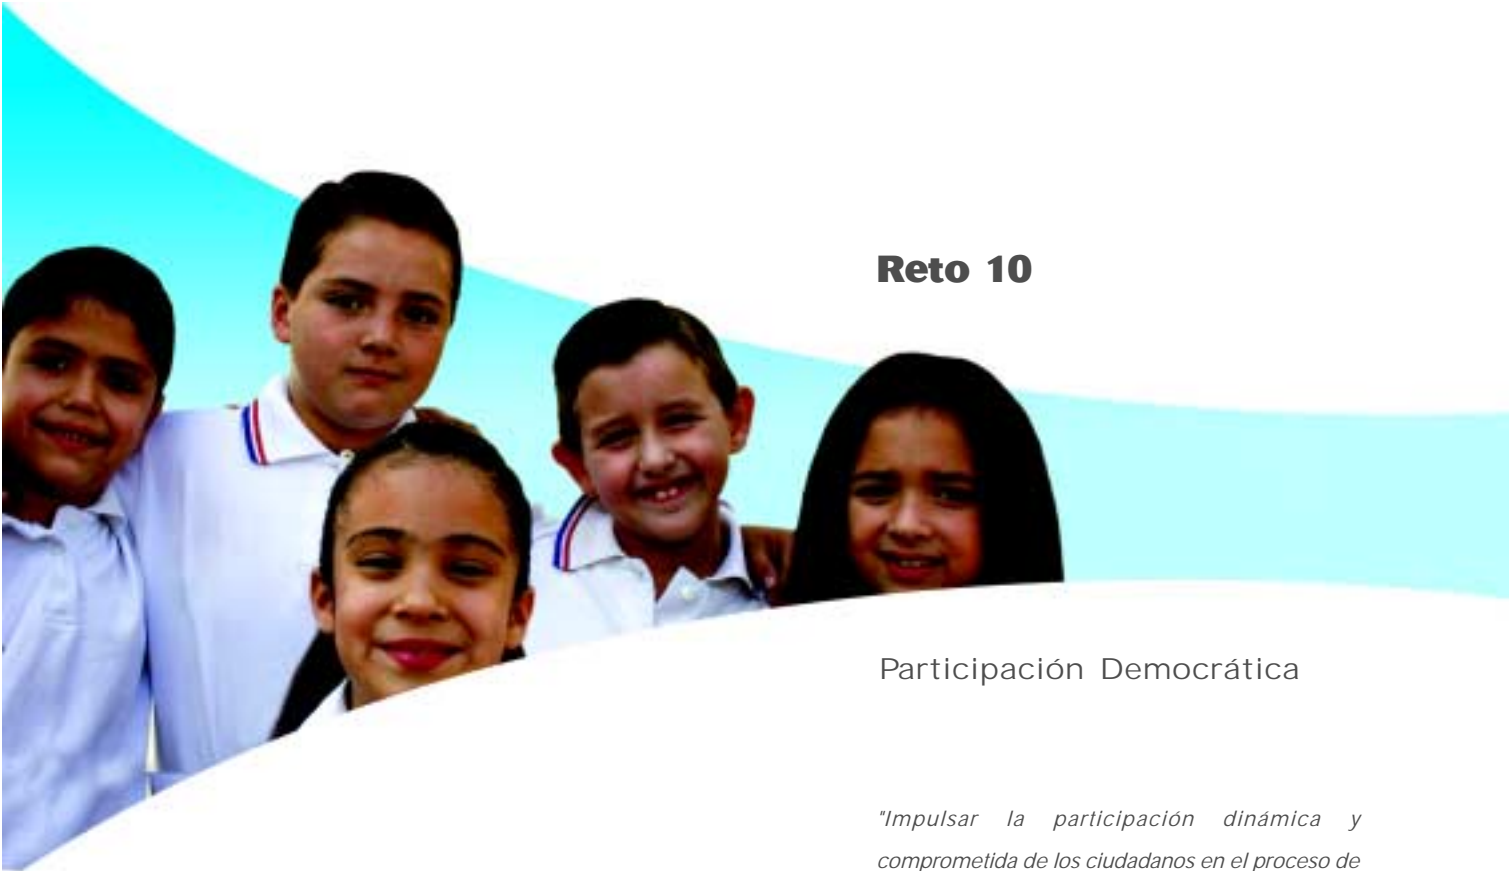 Reto 10
Participación Democrática
"Impulsar la participación dinámica y
comprometida de los ciudadanos en el proceso de